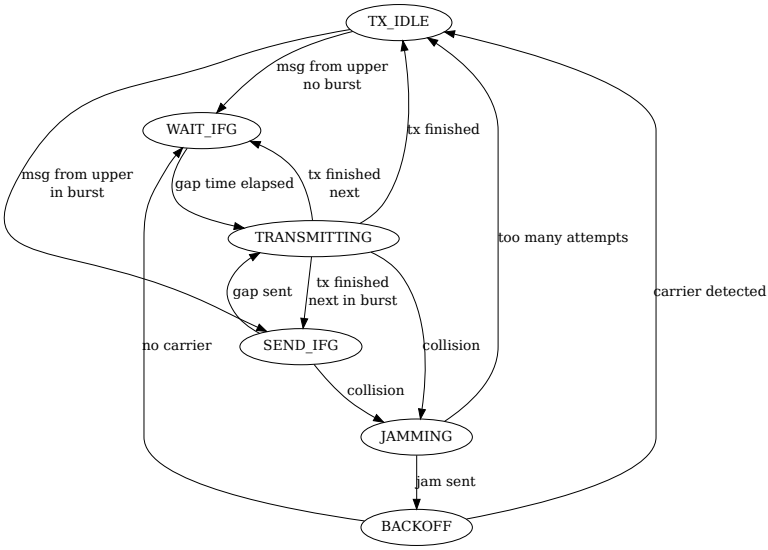 TX_IDLE
msg from upper
no burst
WAIT_IFG
tx finished
msg from upper
in burst
gap time elapsed
tx finished
next
TRANSMITTING
too many attempts
gap sent
tx finished
next in burst
carrier detected
SEND_IFG
no carrier
collision
collision
JAMMING
jam sent
BACKOFF